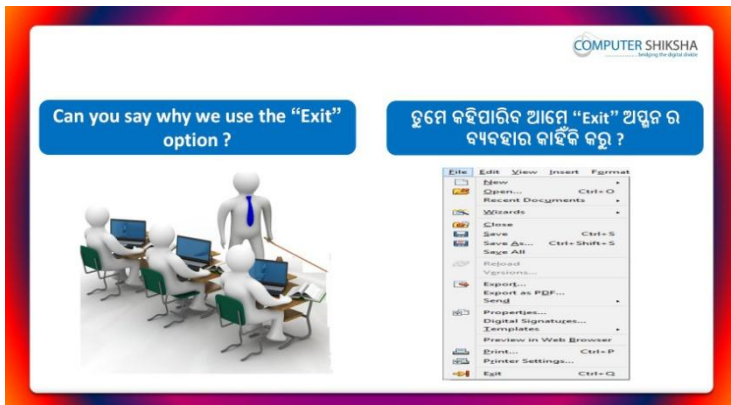 COMPUTER SHIKSHA
bridging the digital divide
Can you say why we use the “Exit”
option ?
ତୁମେ କହିପାରିବ ଆମେ “Exit” ଅପ୍ସନ ର
ବ୍ୟବହାର କାହିଁକି କରୁ ?
File Edit View Insert Format
New
Open... Ctrl+O
Recent Documents
Wizards
Close
Save Ctrl+S
Save As... Ctrl+Shift+S
Save All
Reload
Versions...
Export...
Export as PDF...
Send
Properties...
Digital Signatures...
Templates
Preview in Web Browser
Print... Ctrl+P
Printer Settings...
Exit Ctrl+Q